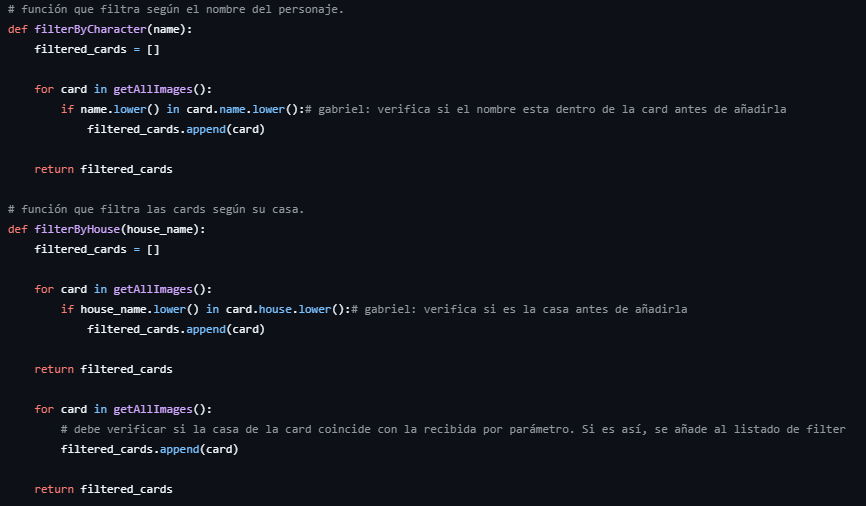 # función que filtra según el nombre del personaje.
def filterByCharacter(name):
    filtered_cards = []

    for card in getAllImages():
        if name.lower() in card.name.lower():# gabriel: verifica si el nombre esta dentro de la card antes de añadirla
            filtered_cards.append(card)

    return filtered_cards

# función que filtra las cards según su casa.
def filterByHouse(house_name):
    filtered_cards = []

    for card in getAllImages():
        if house_name.lower() in card.house.lower():# gabriel: verifica si es la casa antes de añadirla
            filtered_cards.append(card)

    return filtered_cards

    for card in getAllImages():
        # debe verificar si la casa de la card coincide con la recibida por parámetro. Si es así, se añade al listado de filter
        filtered_cards.append(card)

    return filtered_cards